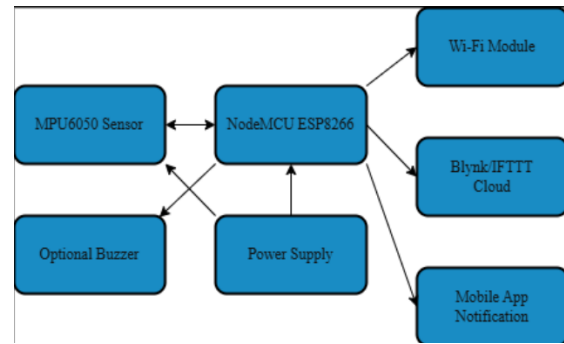 Wi-Fi Module
MPU6050 Sensor
NodeMCU ESP8266
Blynk/IFTTT
Cloud
Optional Buzzer
Power Supply
Mobile App
Notification